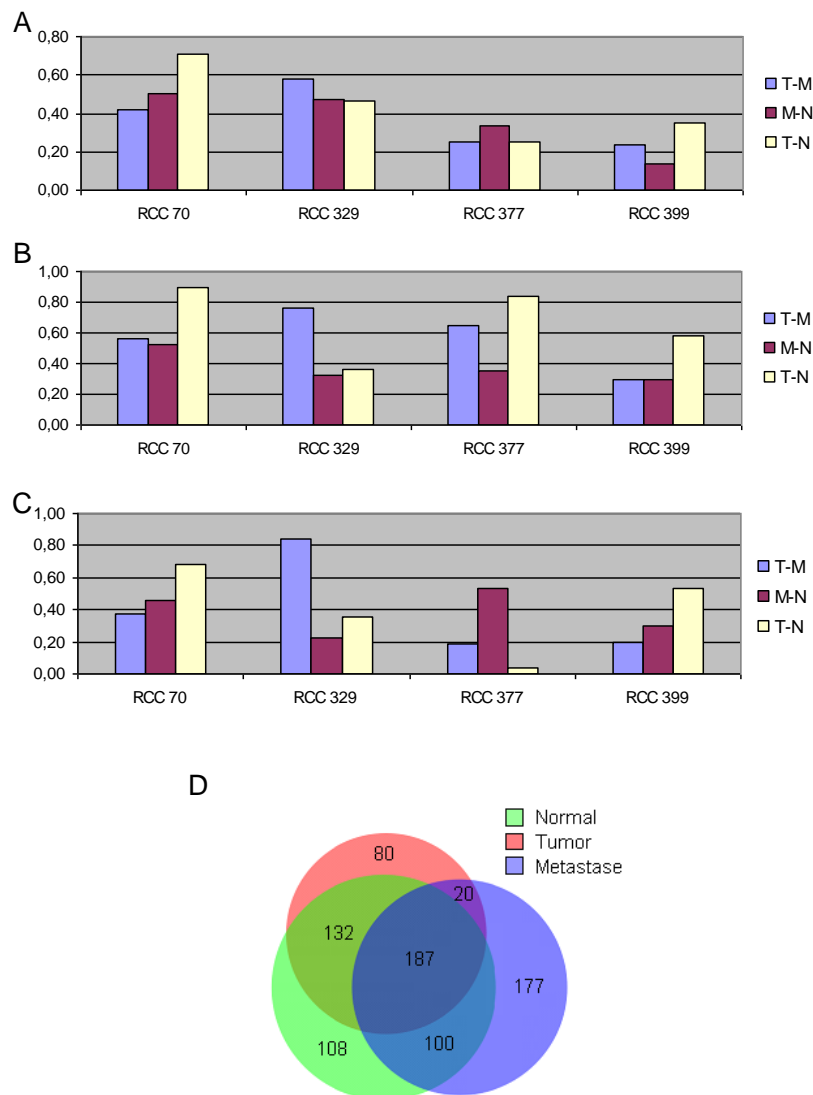 A
0,80
0,60
0,40
0,20
0,00
RCC 70 RCC 329 RCC 377 RCC 399
T-M
M-N
T-N
B
1,00
0,80
0,60
0,40
0,20
0,00
RCC 70 RCC 329 RCC 377 RCC 399
T-M
M-N
T-N
C
1,00
0,80
0,60
0,40
0,20
0,00
RCC 70 RCC 329 RCC 377 RCC 399
T-M
M-N
T-N
D
Normal
Tumor
Metastase
80
20
132
187
177
108
100